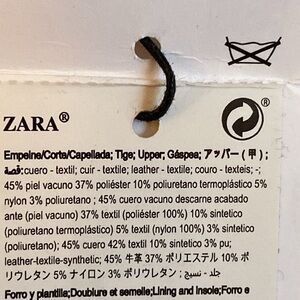 ZARA®
Empeine/Corte/Capellada; Tige; Upper; Gáspea; アッパー ( 甲 ) ;
قصة:cuero - textil; cuir - textile; leather - textile; couro - texteis; -;
45% piel vacuno 37% poliéster 10% poliuretano termoplástico 5%
nylon 3% poliuretano ; 45% cuero vacuno descarne acabado
ante (piel vacuno) 37% textil (poliéster 100%) 10% sintetico
(poliuretano termoplastico) 5% textil (nylon 100%) 3% sintetico
(poliuretano); 45% cuero 42% textil 10% sintetico 3% pu;
leather-textile-synthetic; 45% 牛革 37% ポリエステル 10% ポ
リウレタン 5% ナイロン 3% ポリウレタン ; جلد - نسيج ;
Forro y plantilla;Doublure et semelle;Lining and insole;Forro e